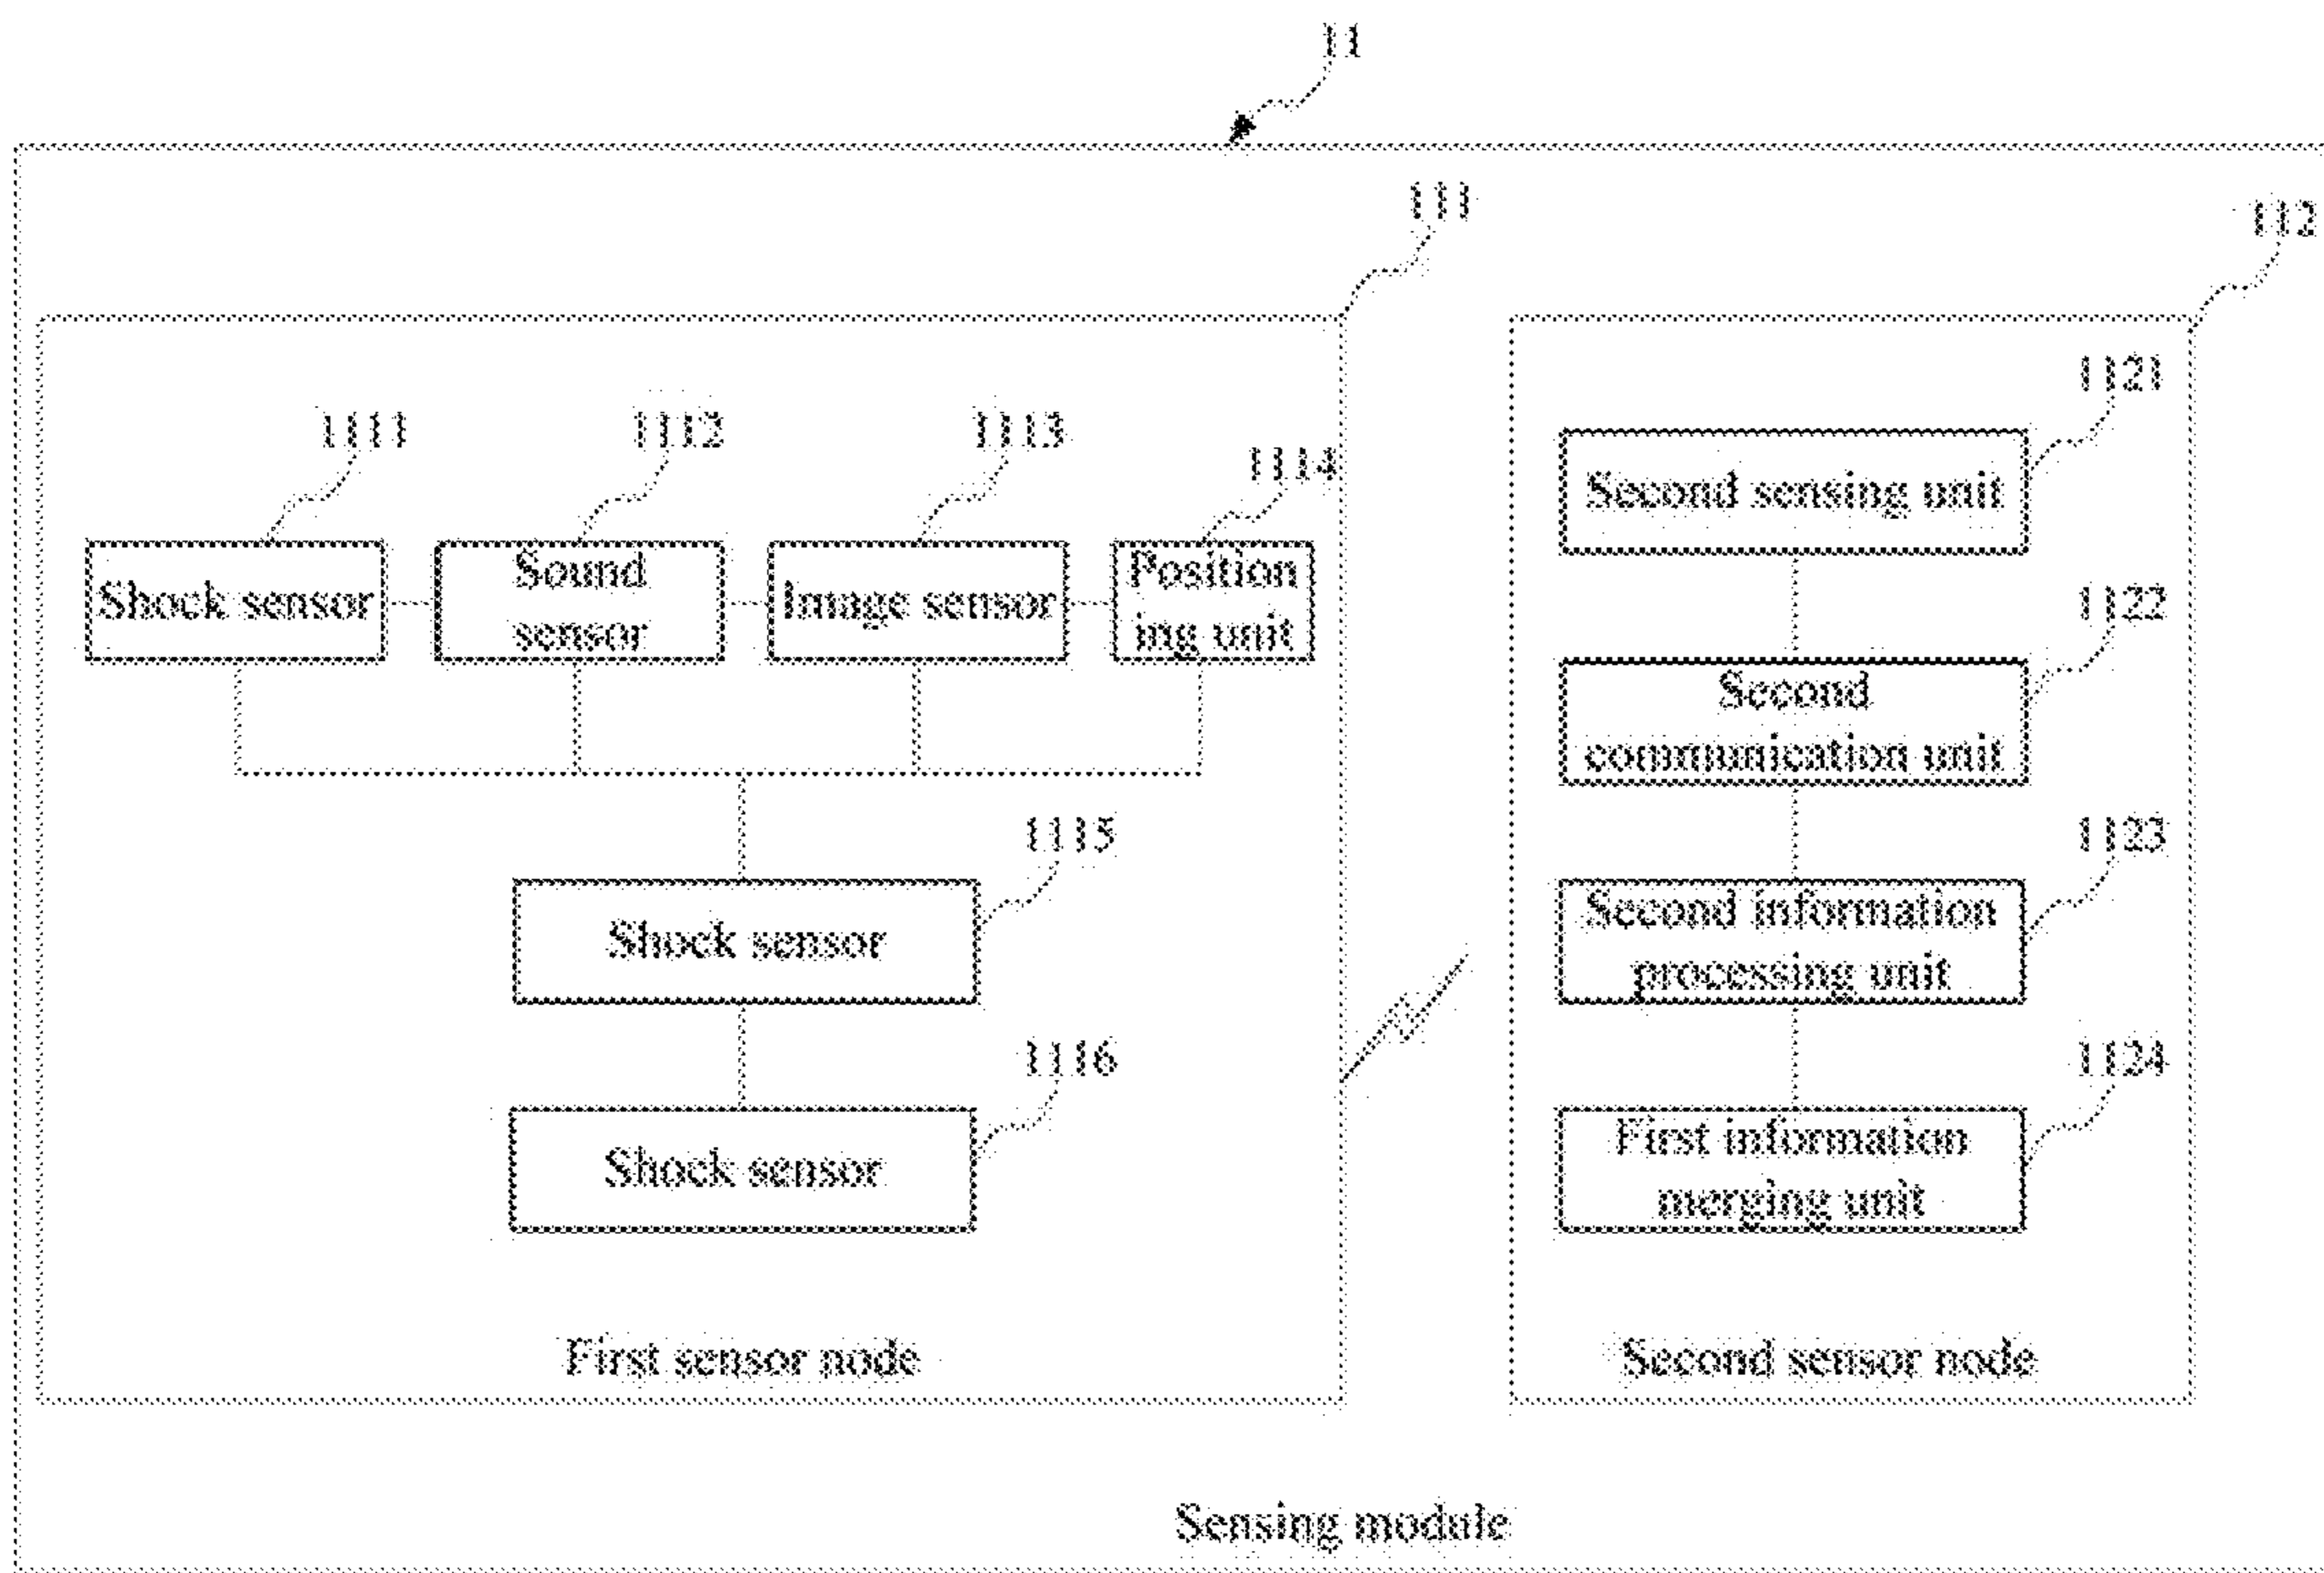 11
111
112
1111
1112
1113
1114
Shock sensor
Sound
sensor
Image sensor
Position
ing unit
1115
Shock sensor
1116
Shock sensor
First sensor node
1121
Second sensing unit
1122
Second
communication unit
1123
Second information
processing unit
1124
First information
merging unit
Second sensor node
Sensing module